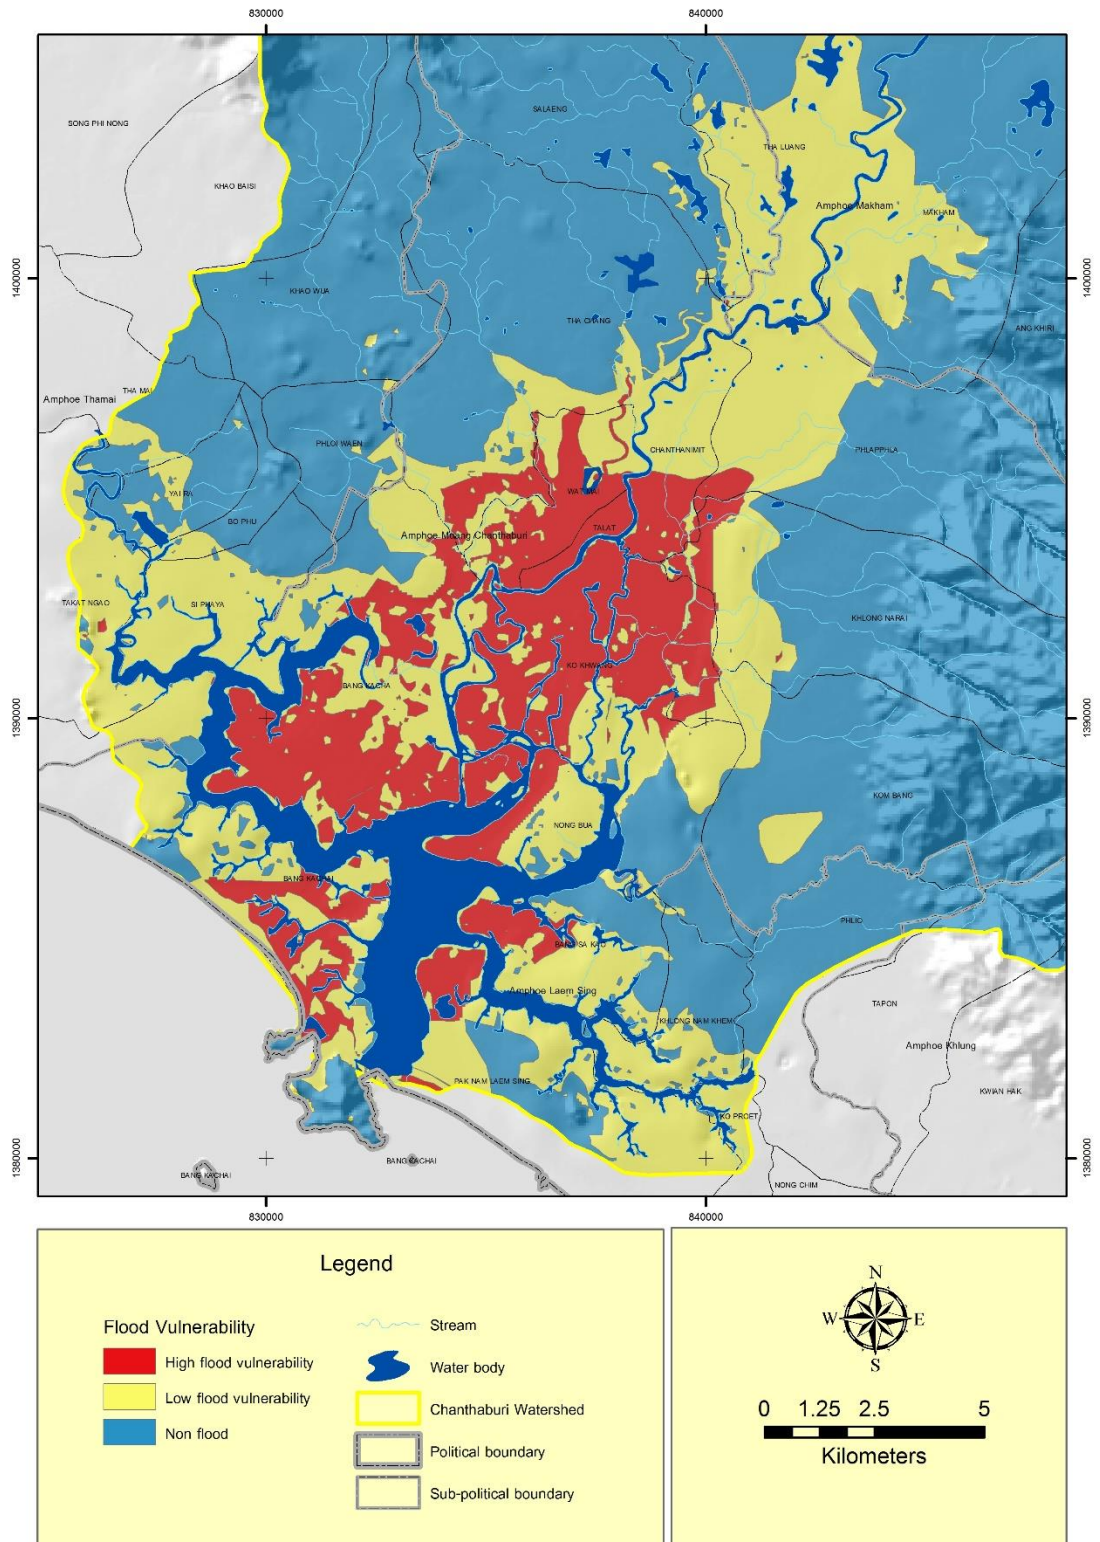 830000
840000
SONG PHI NONG
SALAENG
THA LUANG
KHAO BAISI
Amphoe Makham
MAKHAM
1400000
1400000
KHAO WUA
THA CHANG
ANG KHIRI
THA MAI
Amphoe Thamai
PHLOI WAEN
CHANTHANIMIT
PHLAPPHLA
YAI RA
WAT MAI
BO PHU
TALAT
Amphoe Moang Chanthaburi
TAKAT NGAO
SI PHAYA
KHLONG NARAI
KO KHWANG
BANG KACHA
1390000
1390000
KOM BANG
NONG BUA
BANG KACHAI
PHLIO
BANG SA KAO
Amphoe Laem Sing
TAPON
KHLONG NAM KHEM
Amphoe Khlung
PAK NAM LAEM SING
KWIAN HAK
KO PROET
1380000
1380000
BANG KACHAI
BANG KACHAI
NONG CHIM
830000
840000
Legend
Flood Vulnerability
High flood vulnerability
Low flood vulnerability
Non flood
Stream
Water body
Chanthaburi Watershed
Political boundary
Sub-political boundary
N
W
E
S
0 1.25 2.5 5
Kilometers